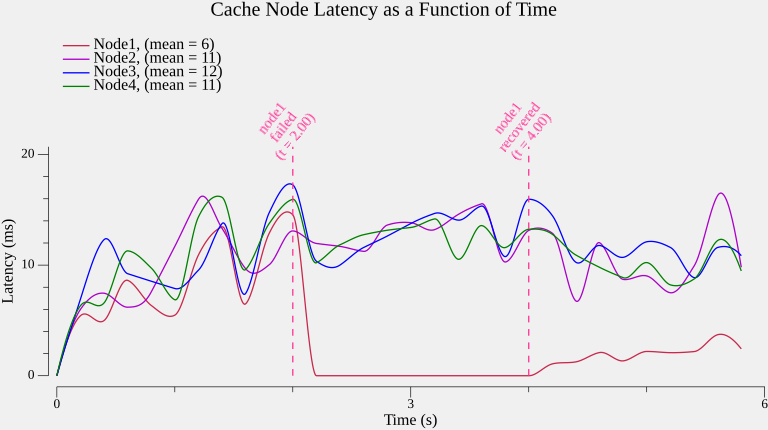 Cache Node Latency as a Function of Time
Node1, (mean = 6)
Node2, (mean = 11)
Node3, (mean = 12)
Node4, (mean = 11)
node1
failed
(t = 2.00)
node1
recovered
(t = 4.00)
20
10
0
Latency (ms)
0
3
6
Time (s)